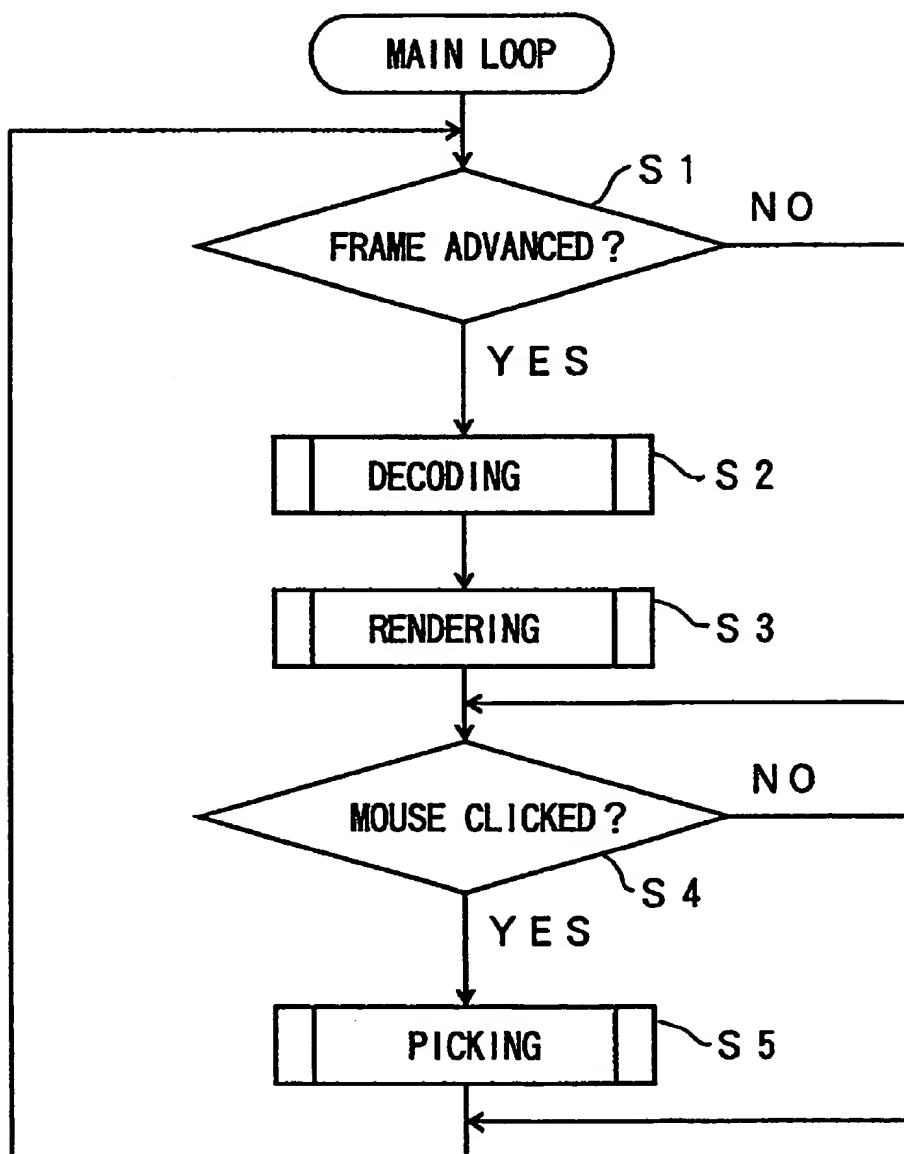 MAIN LOOP
S1
NO
FRAME ADVANCED?
YES
DECODING
S2
RENDERING
S3
NO
MOUSE CLICKED?
S4
YES
PICKING
S5